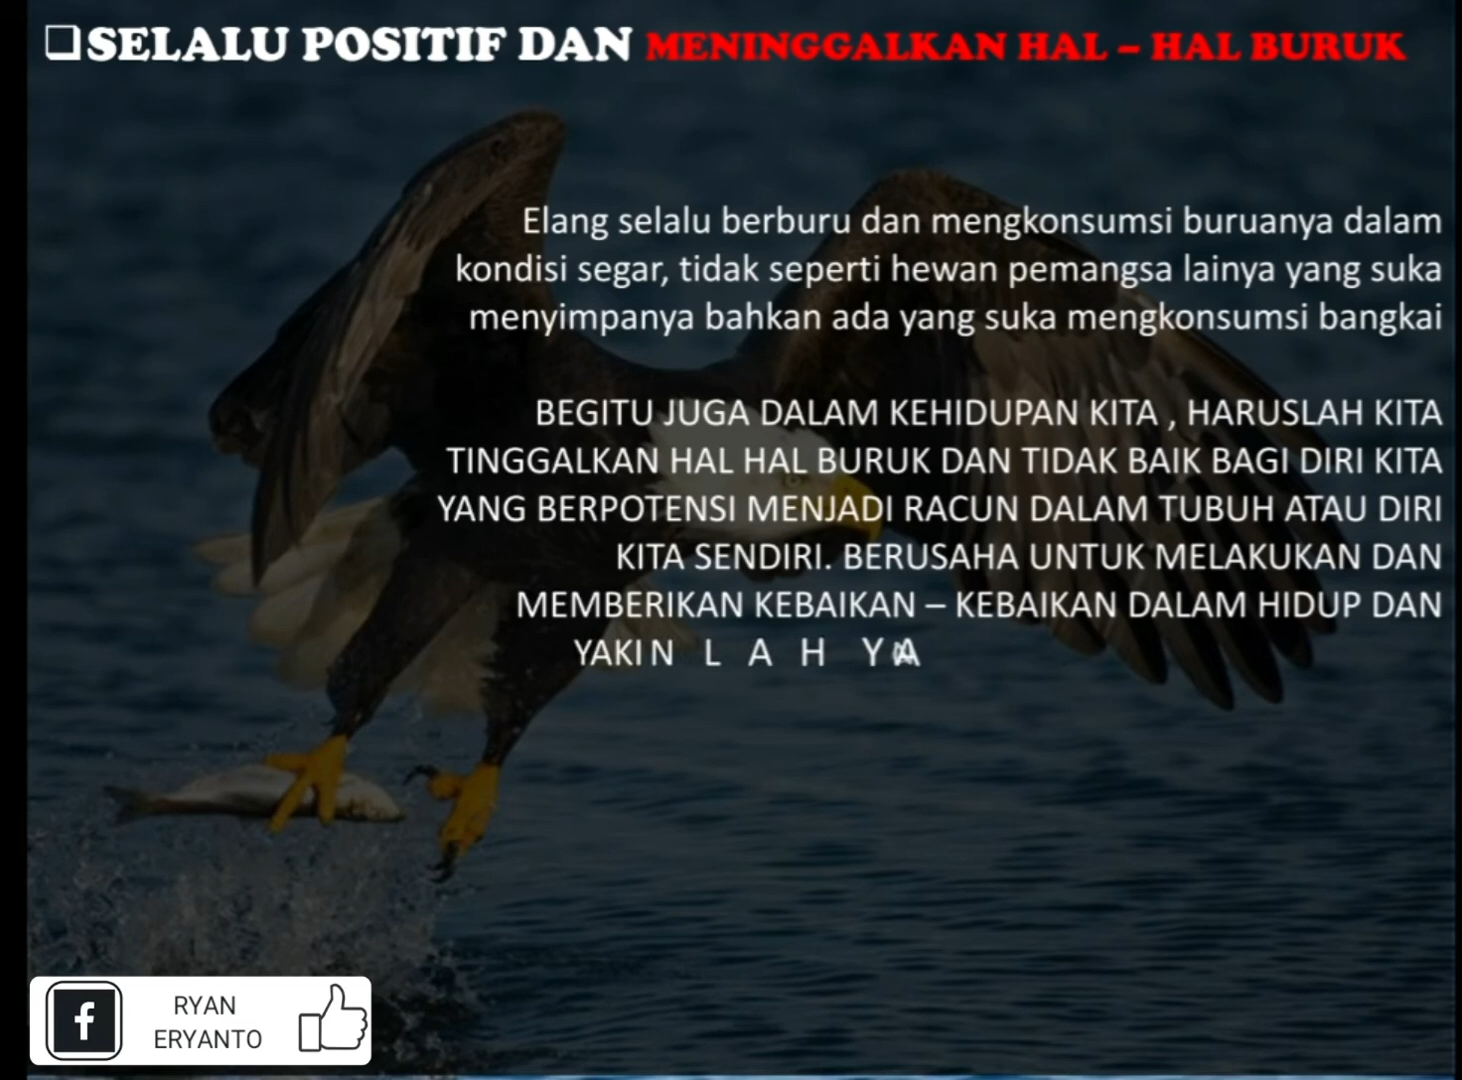 SELALU POSITIF DAN MENINGGALKAN HAL – HAL BURUK
Elang selalu berburu dan mengkonsumsi buruanya dalam
kondisi segar, tidak seperti hewan pemangsa lainya yang suka
menyimpanya bahkan ada yang suka mengkonsumsi bangkai
BEGITU JUGA DALAM KEHIDUPAN KITA , HARUSLAH KITA
TINGGALKAN HAL HAL BURUK DAN TIDAK BAIK BAGI DIRI KITA
YANG BERPOTENSI MENJADI RACUN DALAM TUBUH ATAU DIRI
KITA SENDIRI. BERUSAHA UNTUK MELAKUKAN DAN
MEMBERIKAN KEBAIKAN – KEBAIKAN DALAM HIDUP DAN
YAKIN L A H
f
RYAN
ERYANTO